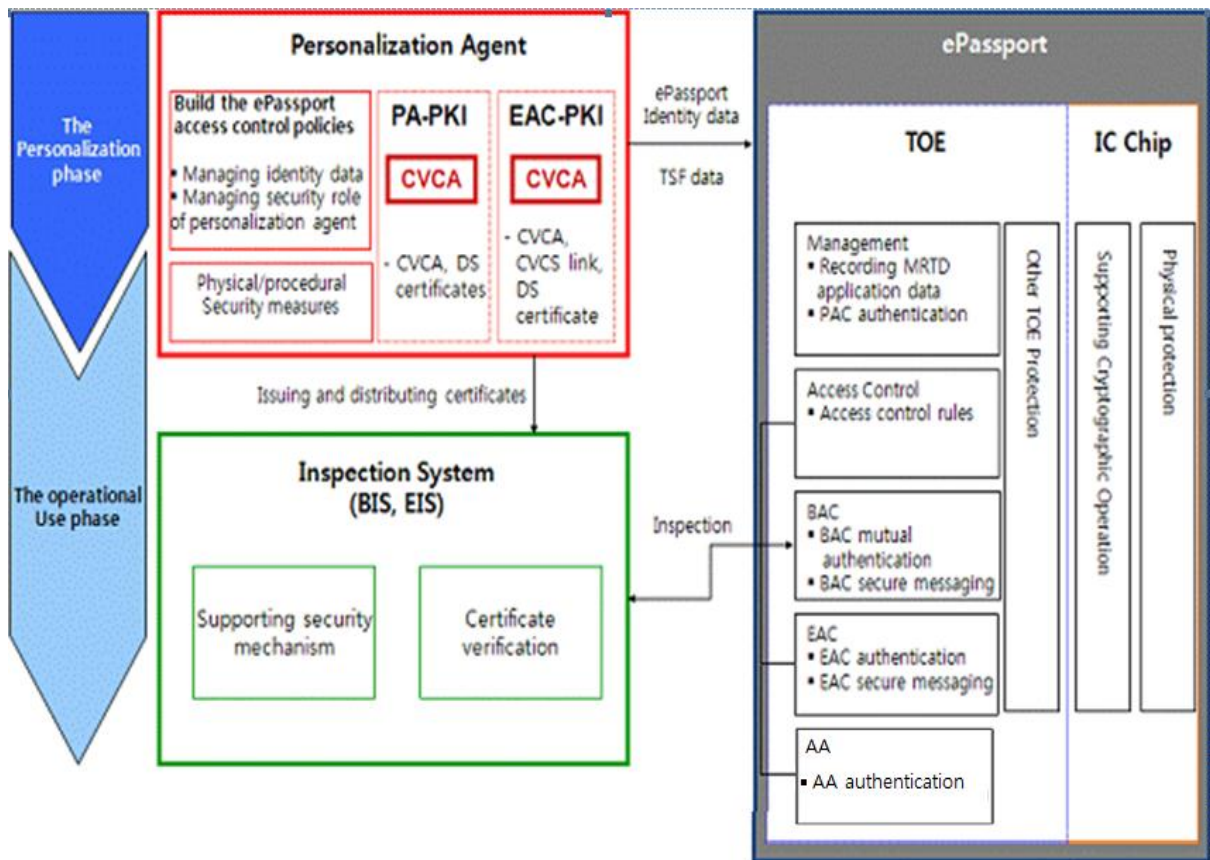 The
Personalization
phase
The operational
Use phase
Personalization Agent
Build the ePassport
access control policies
▪ Managing identity data
▪ Managing security role
of personalization agent
Physical/procedural
Security measures
PA-PKI
CVCA
- CVCA, DS
certificates
EAC-PKI
CVCA
- CVCA,
CVCS link,
DS
certificate
ePassport
Identity data
TSF data
Issuing and distributing certificates
Inspection System
(BIS, EIS)
Supporting security
mechanism
Certificate
verification
Inspection
ePassport
TOE
IC Chip
Management
▪ Recording MRTD
application data
▪ PAC authentication
Access Control
▪ Access control rules
BAC
▪ BAC mutual
authentication
▪ BAC secure messaging
EAC
▪ EAC authentication
▪ EAC secure messaging
AA
▪ AA authentication
Other TOE Protection
Supporting Cryptographic Operation
Physical protection